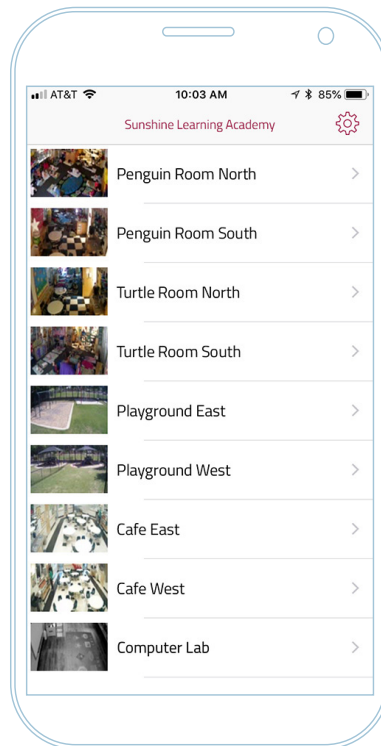 AT&T 10:03 AM 85%
Sunshine Learning Academy
Penguin Room North
Penguin Room South
Turtle Room North
Turtle Room South
Playground East
Playground West
Cafe East
Cafe West
Computer Lab